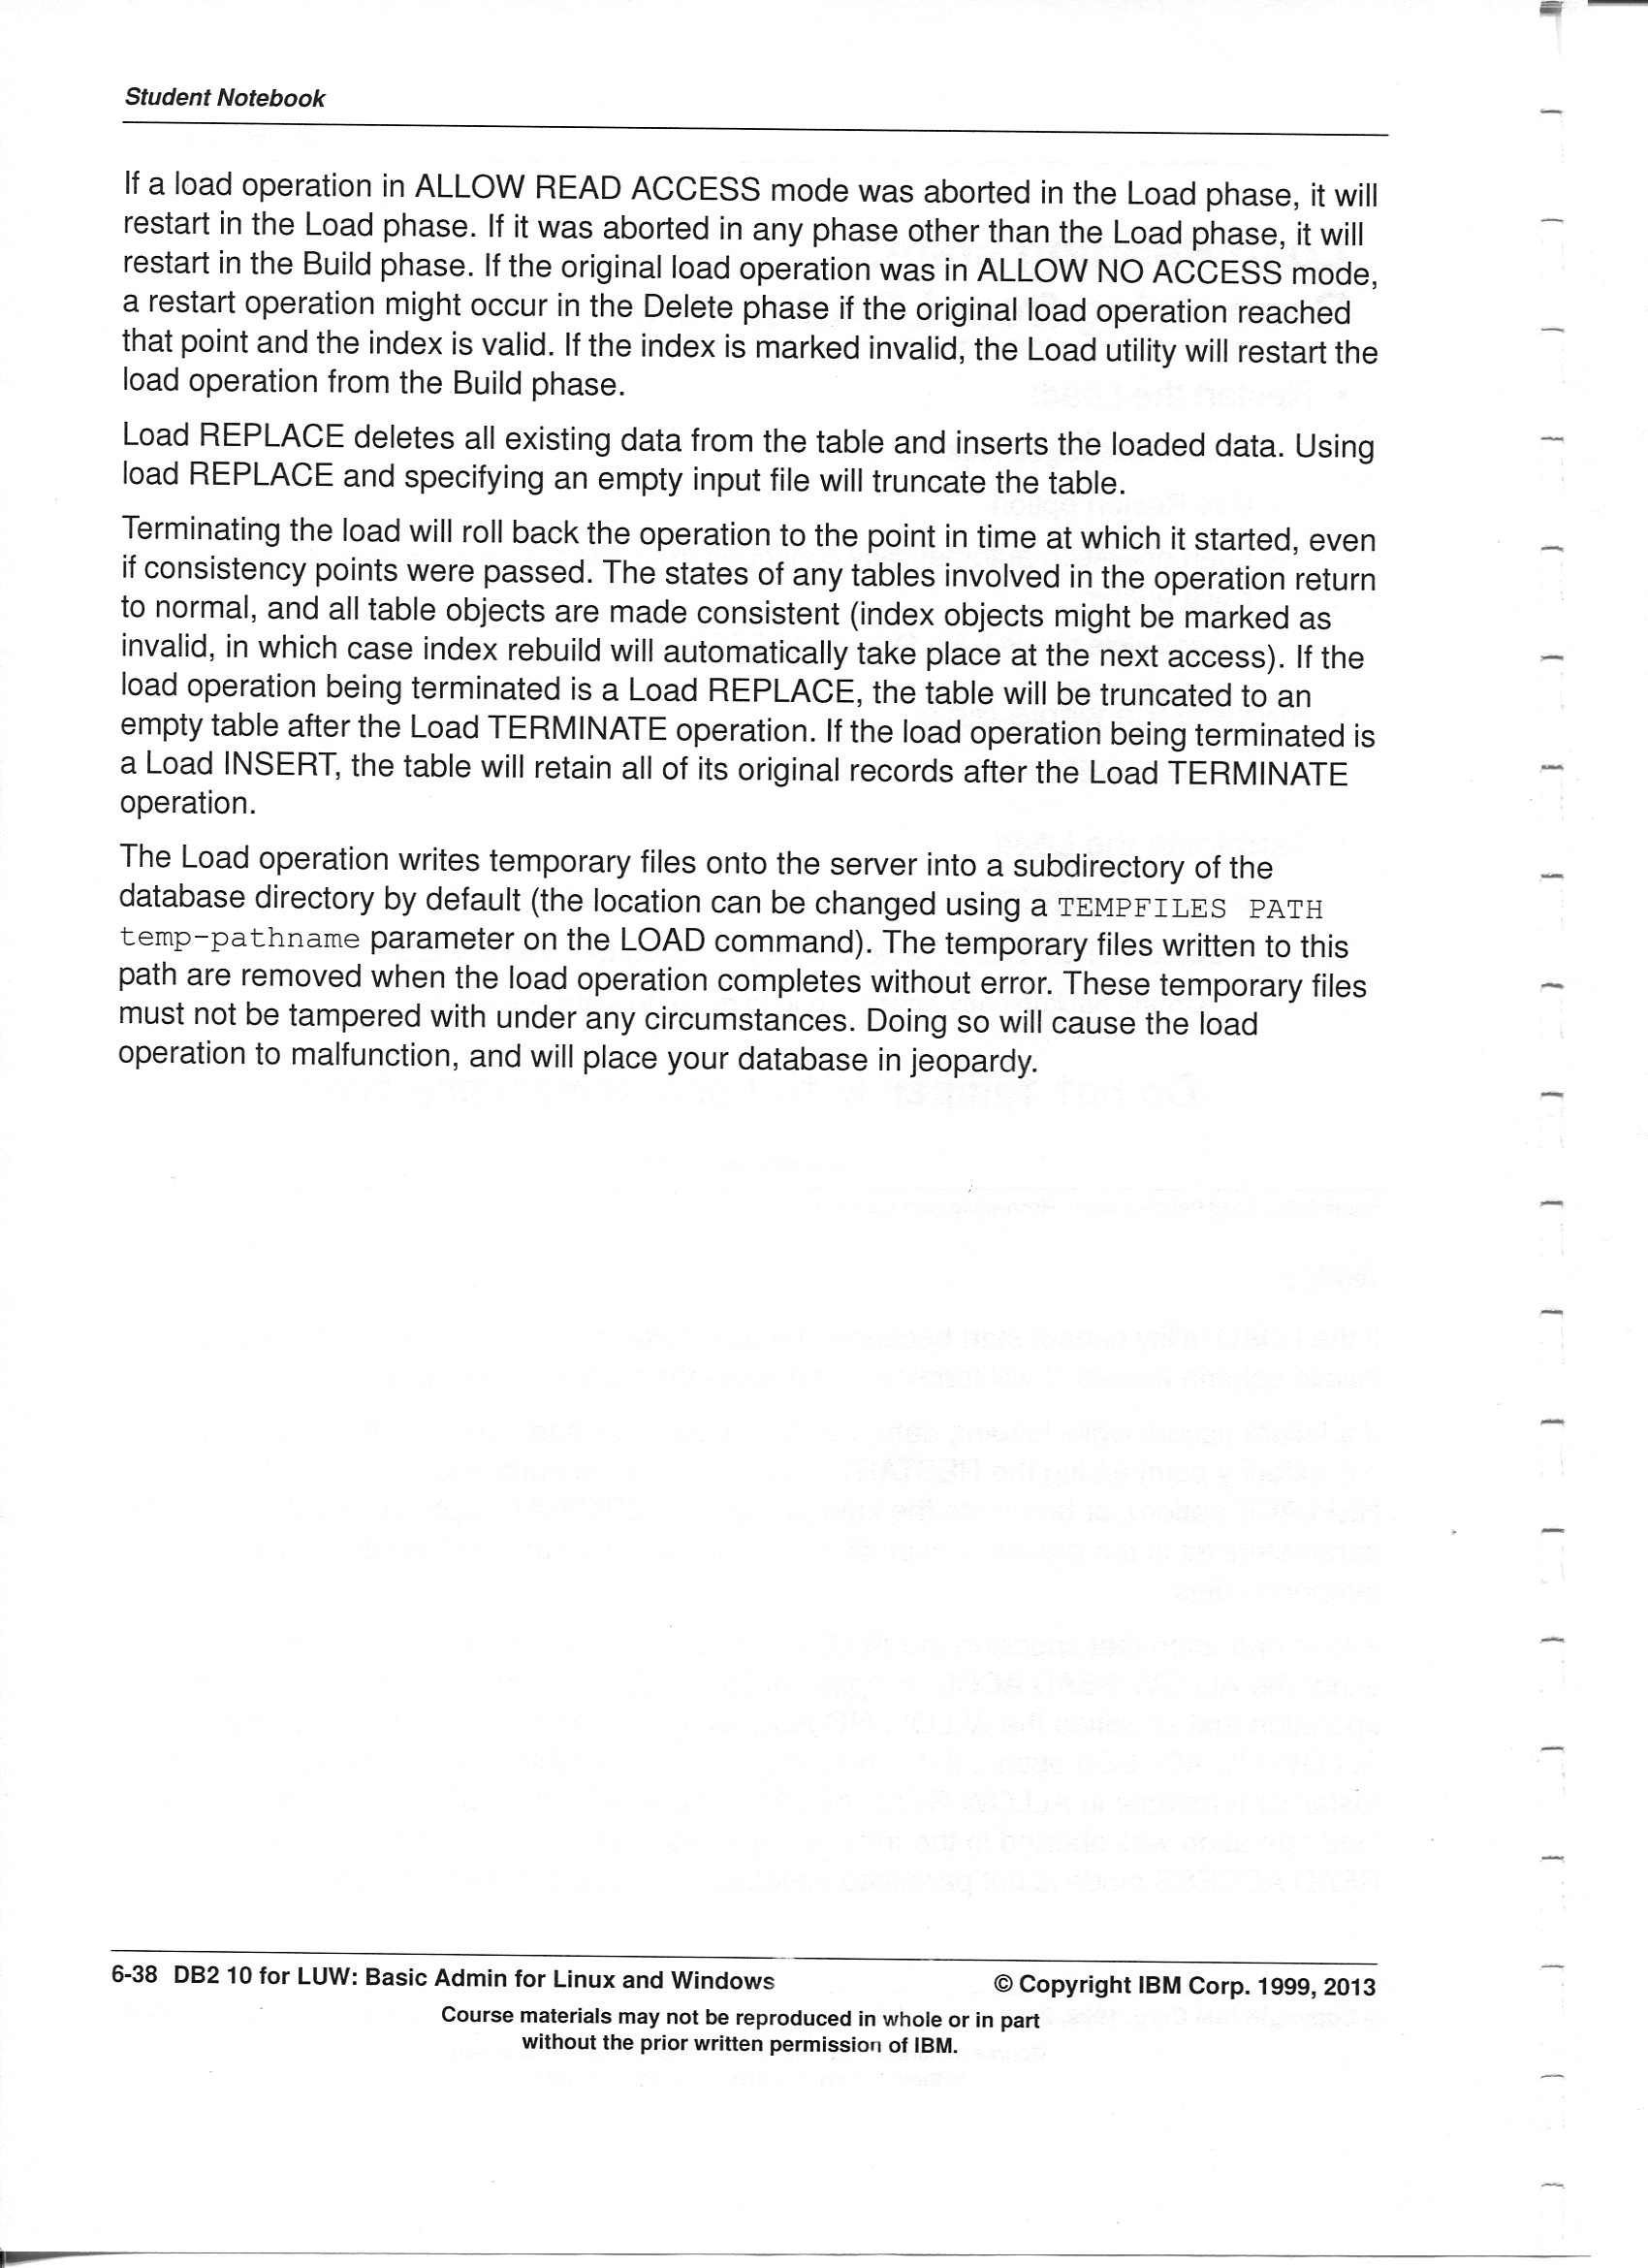 Student Notebook
If a load operation in ALLOW READ ACCESS mode was aborted in the Load phase, it will
restart in the Load phase. If it was aborted in any phase other than the Load phase, it will
restart in the Build phase. If the original load operation was in ALLOW NO ACCESS mode,
a restart operation might occur in the Delete phase if the original load operation reached
that point and the index is valid. If the index is marked invalid, the Load utility will restart the
load operation from the Build phase.
Load REPLACE deletes all existing data from the table and inserts the loaded data. Using
load REPLACE and specifying an empty input file will truncate the table.
Terminating the load will roll back the operation to the point in time at which it started, even
if consistency points were passed. The states of any tables involved in the operation return
to normal, and all table objects are made consistent (index objects might be marked as
invalid, in which case index rebuild will automatically take place at the next access). If the
load operation being terminated is a Load REPLACE, the table will be truncated to an
empty table after the Load TERMINATE operation. If the load operation being terminated is
a Load INSERT, the table will retain all of its original records after the Load TERMINATE
operation.
The Load operation writes temporary files onto the server into a subdirectory of the
database directory by default (the location can be changed using a TEMPFILES PATH
temp-pathname parameter on the LOAD command). The temporary files written to this
path are removed when the load operation completes without error. These temporary files
must not be tampered with under any circumstances. Doing so will cause the load
operation to malfunction, and will place your database in jeopardy.
6-38 DB2 10 for LUW: Basic Admin for Linux and Windows © Copyright IBM Corp. 1999, 2013
Course materials may not be reproduced in whole or in part
without the prior written permission of IBM.